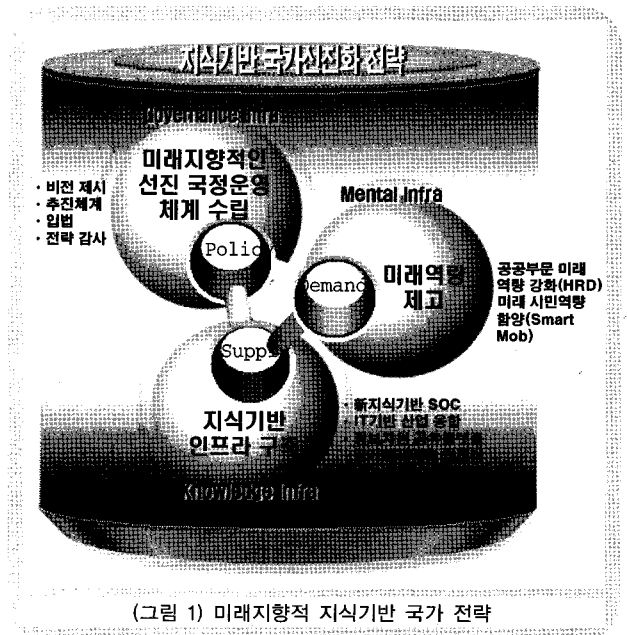 지식기반 국가선진화 전략
Governance Infra
미래지향적인
선진 국정운영
체계 수립
· 비전 제시
· 추진체계
· 입법
· 전략 감사
Polic
Mental Infra
Demand
미래역량
제고
공공부문 미래
역량 강화(HRD)
미래 시민역량
함양(Smart
Mob)
Suppl
지식기반
인프라 구축
· 新지식기반 SOC
· IT기반 산업 융합
Knowledge Infra
(그림 1) 미래지향적 지식기반 국가 전략